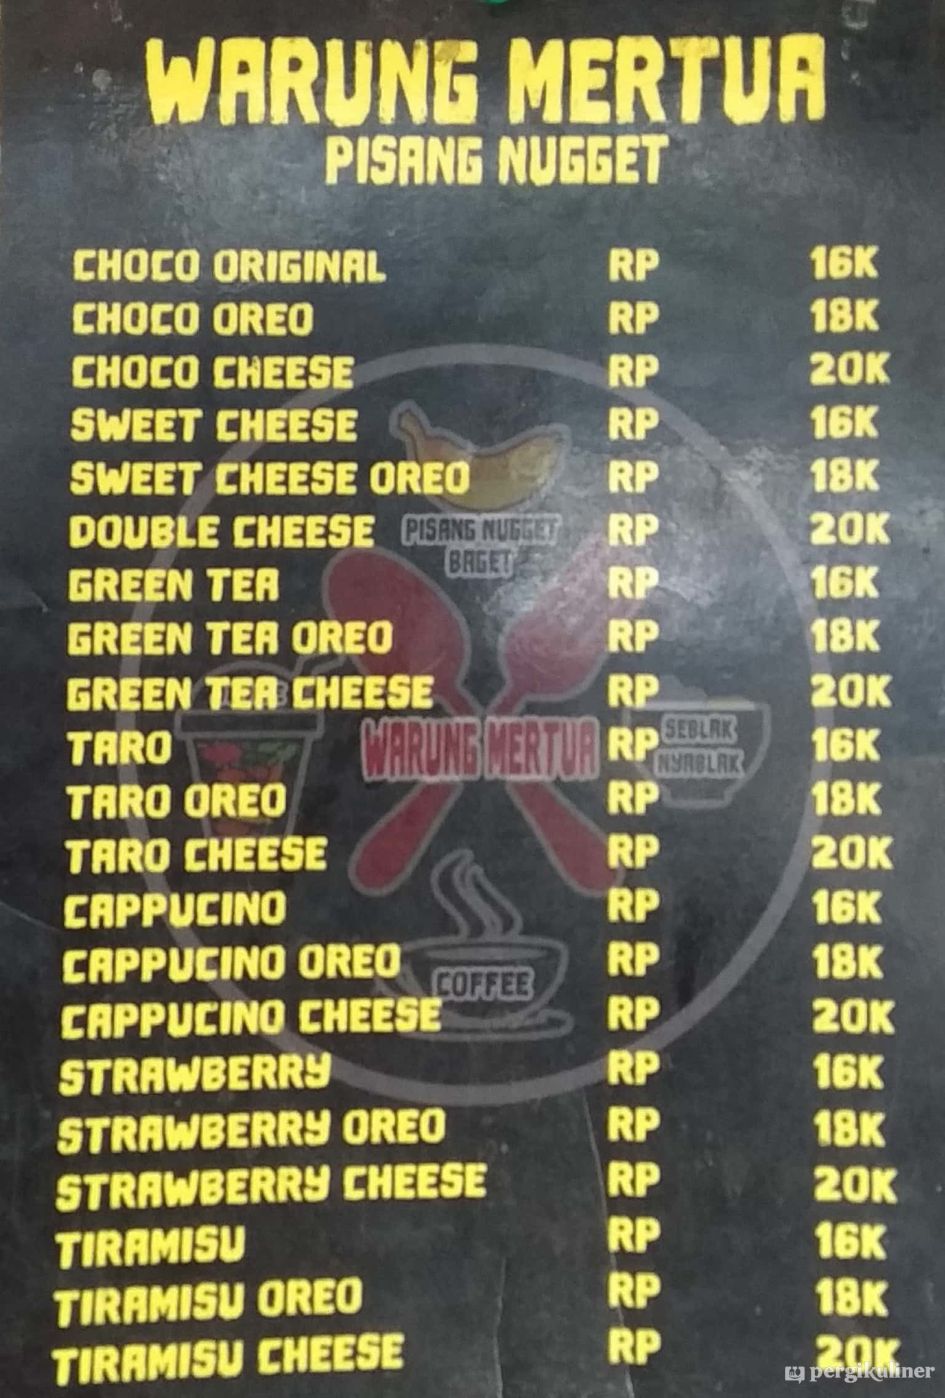 WARUNG MERTUA
PISANG NUGGET
CHOCO ORIGINAL RP 16K
CHOCO OREO RP 18K
CHOCO CHEESE RP 20K
SWEET CHEESE RP 16K
SWEET CHEESE OREO RP 18K
DOUBLE CHEESE RP 20K
PISANG NUGGET
BAGET
GREEN TEA RP 16K
GREEN TEA OREO RP 18K
GREEN TEA CHEESE RP 20K
WARUNG MERTUA
SEBLAK
NYABLAK
TARO RP 16K
TARO OREO RP 18K
TARO CHEESE RP 20K
CAPPUCINO RP 16K
CAPPUCINO OREO RP 18K
COFFEE
CAPPUCINO CHEESE RP 20K
STRAWBERRY RP 16K
STRAWBERRY OREO RP 18K
STRAWBERRY CHEESE RP 20K
TIRAMISU RP 16K
TIRAMISU OREO RP 18K
TIRAMISU CHEESE RP 20K
pergikuliner